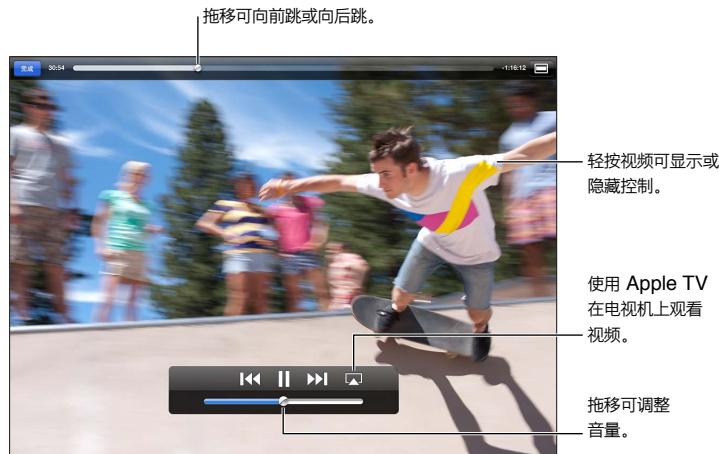 拖移可向前跳或向后跳。
完成 30:54 -1:16:12
轻按视频可显示或
隐藏控制。
使用 Apple TV
在电视机上观看
视频。
拖移可调整
音量。